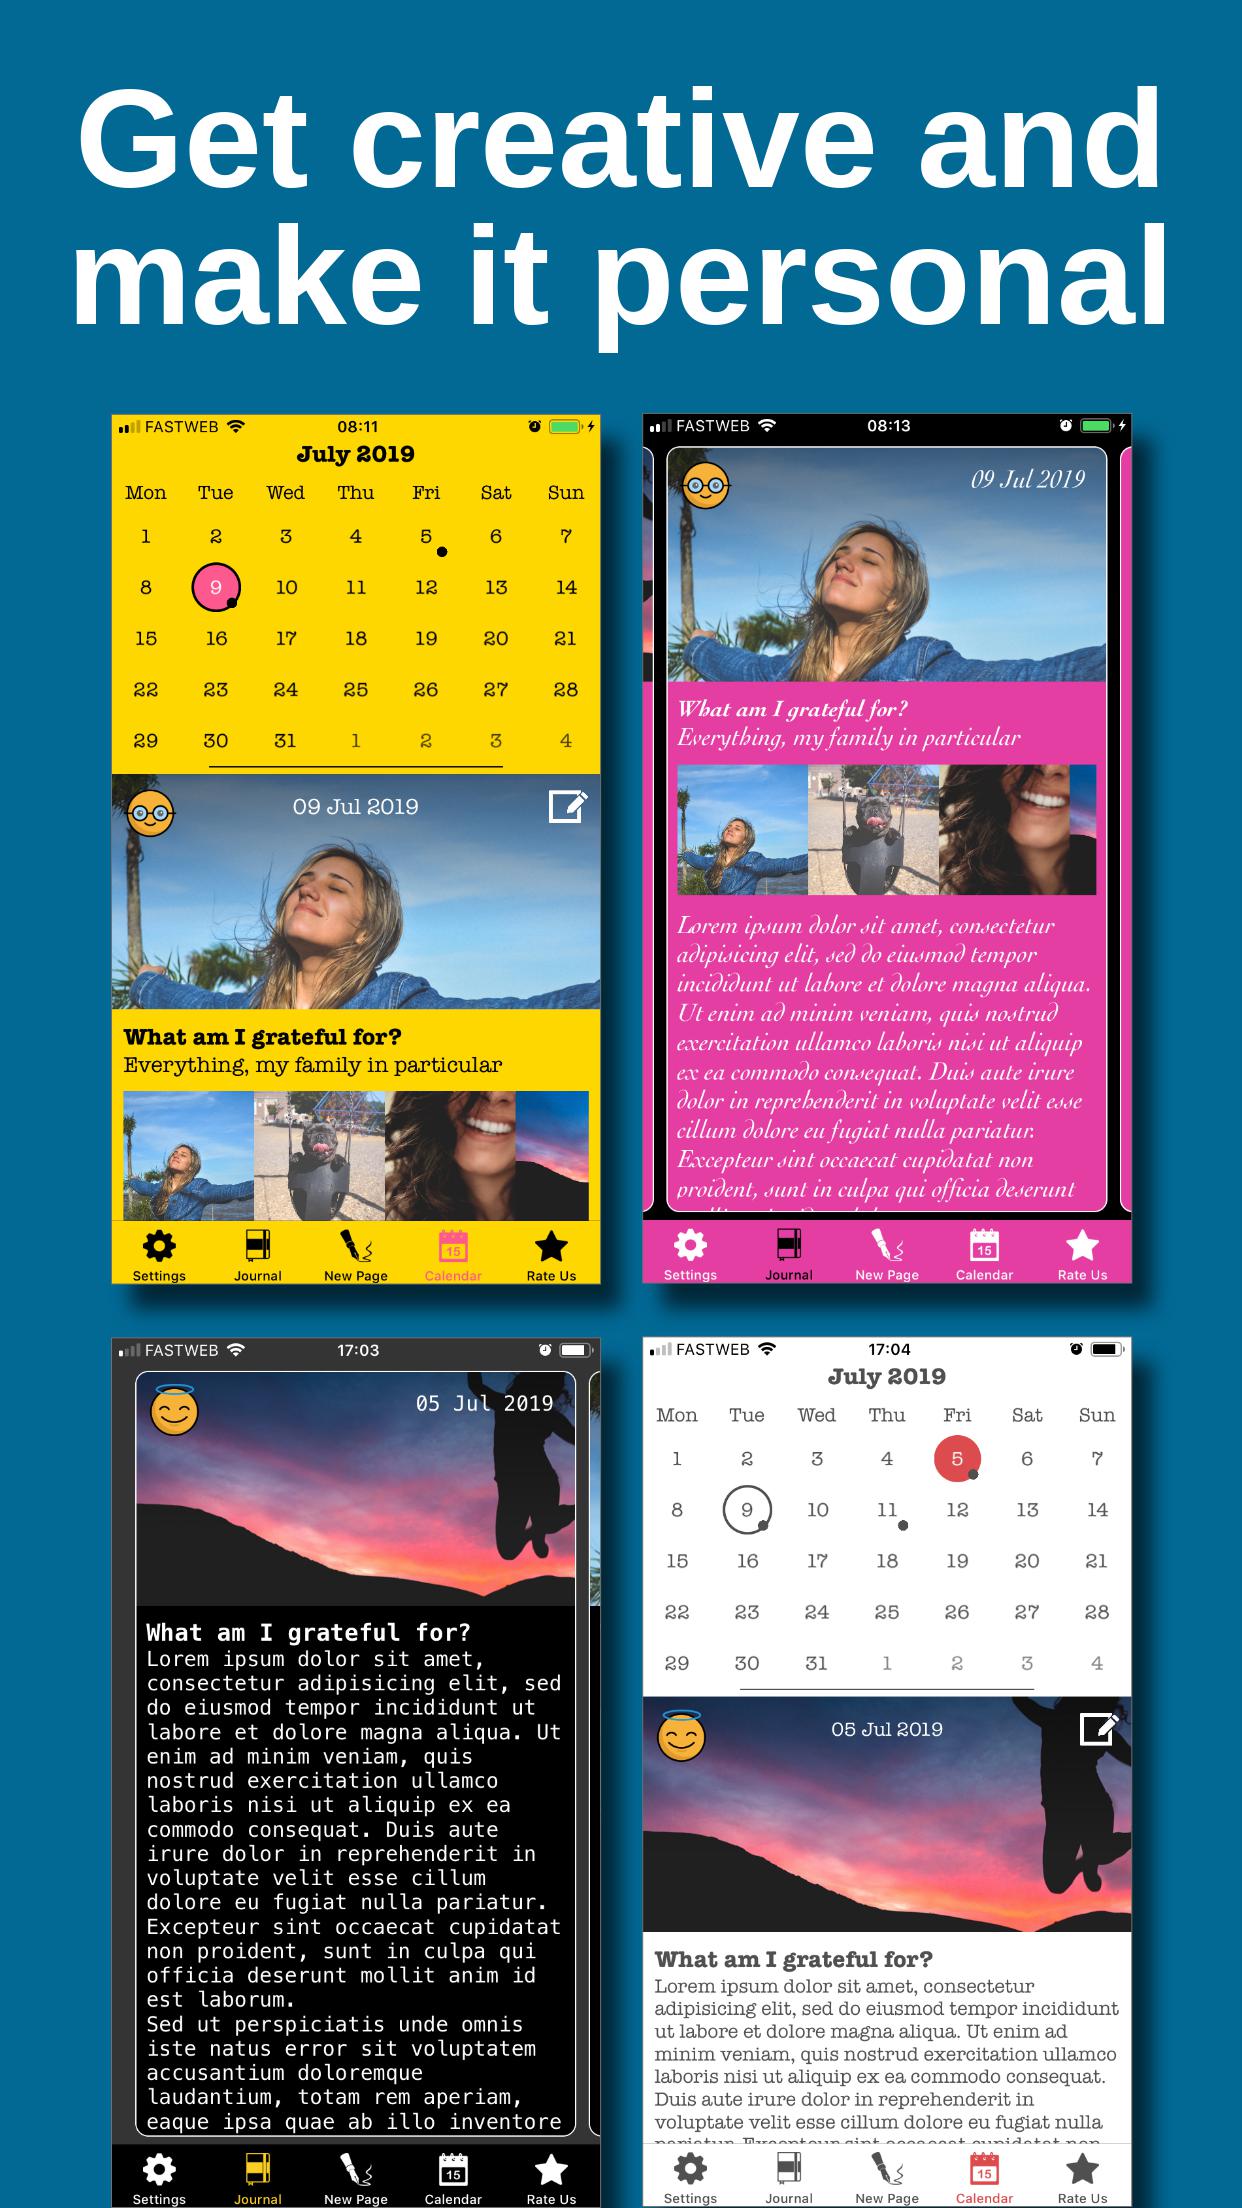 Get creative and
make it personal
FASTWEB 08:11
July 2019
Mon Tue Wed Thu Fri Sat Sun
1 2 3 4 5 6 7
8 9 10 11 12 13 14
15 16 17 18 19 20 21
22 23 24 25 26 27 28
29 30 31 1 2 3 4
09 Jul 2019
What am I grateful for?
Everything, my family in particular
15
Settings Journal New Page Calendar Rate Us
FASTWEB 08:13
09 Jul 2019
What am I grateful for?
Everything, my family in particular
Lorem ipsum dolor sit amet, consectetur
adipisicing elit, sed do eiusmod tempor
incididunt ut labore et dolore magna aliqua.
Ut enim ad minim veniam, quis nostrud
exercitation ullamco laboris nisi ut aliquip
ex ea commodo consequat. Duis aute irure
dolor in reprehenderit in voluptate velit esse
cillum dolore eu fugiat nulla pariatur.
Excepteur sint occaecat cupidatat non
proident, sunt in culpa qui officia deserunt
15
Settings Journal New Page Calendar Rate Us
FASTWEB 17:03
05 Jul 2019
What am I grateful for?
Lorem ipsum dolor sit amet,
consectetur adipisicing elit, sed
do eiusmod tempor incididunt ut
labore et dolore magna aliqua. Ut
enim ad minim veniam, quis
nostrud exercitation ullamco
laboris nisi ut aliquip ex ea
commodo consequat. Duis aute
irure dolor in reprehenderit in
voluptate velit esse cillum
dolore eu fugiat nulla pariatur.
Excepteur sint occaecat cupidatat
non proident, sunt in culpa qui
officia deserunt mollit anim id
est laborum.
Sed ut perspiciatis unde omnis
iste natus error sit voluptatem
accusantium doloremque
laudantium, totam rem aperiam,
eaque ipsa quae ab illo inventore
15
Settings Journal New Page Calendar Rate Us
FASTWEB 17:04
July 2019
Mon Tue Wed Thu Fri Sat Sun
1 2 3 4 5 6 7
8 9 10 11 12 13 14
15 16 17 18 19 20 21
22 23 24 25 26 27 28
29 30 31 1 2 3 4
05 Jul 2019
What am I grateful for?
Lorem ipsum dolor sit amet, consectetur
adipisicing elit, sed do eiusmod tempor incididunt
ut labore et dolore magna aliqua. Ut enim ad
minim veniam, quis nostrud exercitation ullamco
laboris nisi ut aliquip ex ea commodo consequat.
Duis aute irure dolor in reprehenderit in
voluptate velit esse cillum dolore eu fugiat nulla
15
Settings Journal New Page Calendar Rate Us